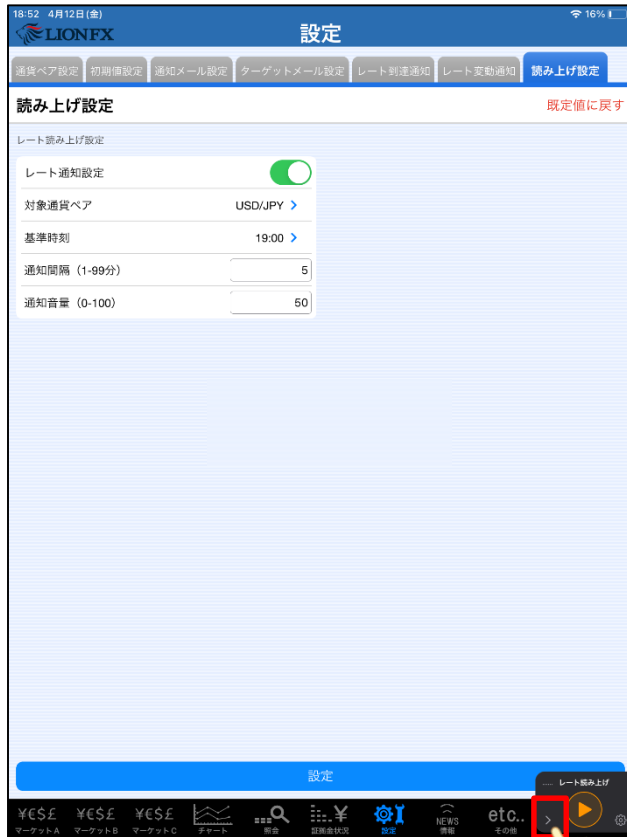 18:52 4月12日(金)
16%
LION FX
設定
通貨ペア設定 初期値設定 通知メール設定 ターゲットメール設定 レート到達通知 レート変動通知 読み上げ設定
読み上げ設定
既定値に戻す
レート読み上げ設定
レート通知設定
対象通貨ペア USD/JPY >
基準時刻 19:00 >
通知間隔 (1-99分) 5
通知音量 (0-100) 50
設定
..... レート読み上げ
>
¥€$£ ¥€$£ ¥€$£ ¥ NEWS etc..
マーケットA マーケットB マーケットC チャート 照会 証拠金状況 設定 情報 その他